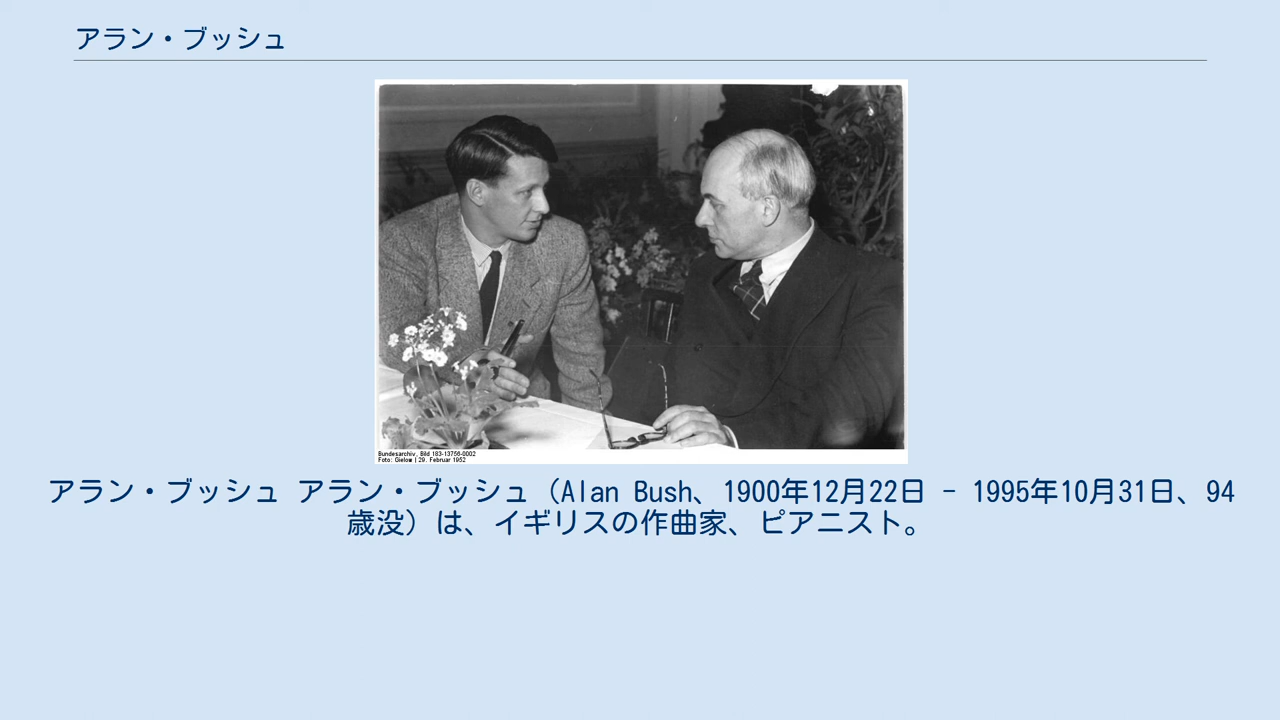 アラン・ブッシュ
Bundesarchiv, Bild 183-13756-0002
Foto: Gielow | 29. Februar 1952
アラン・ブッシュ アラン・ブッシュ（Alan Bush、1900年12月22日 - 1995年10月31日、94
歳没）は、イギリスの作曲家、ピアニスト。